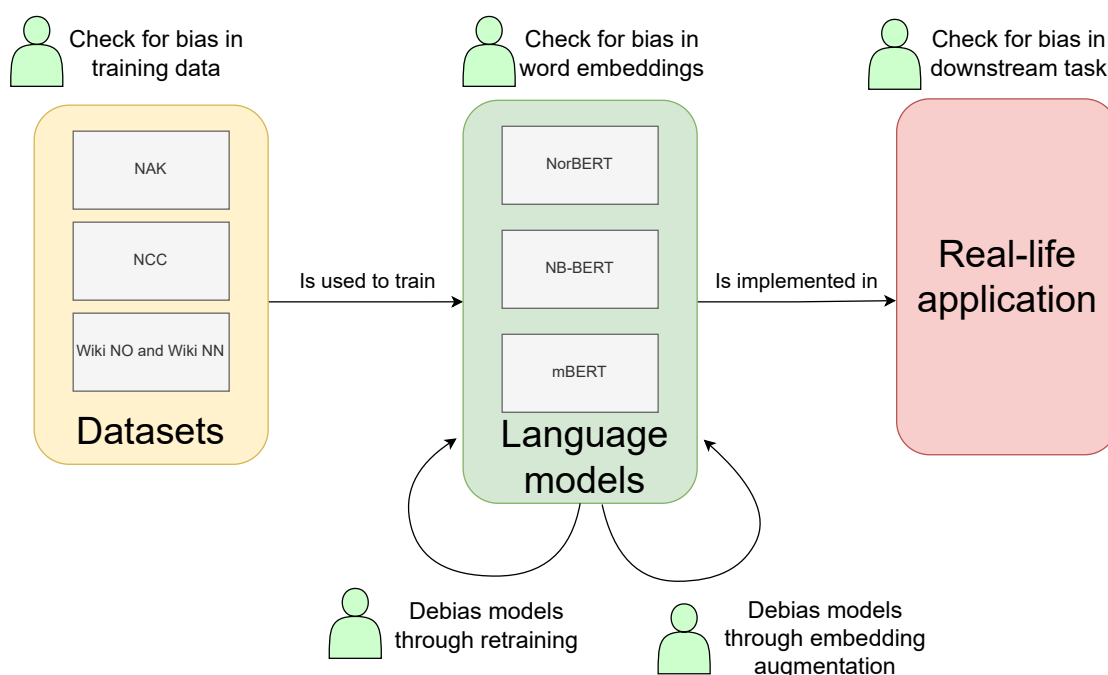 Check for bias in
training data
Check for bias in
word embeddings
Check for bias in
downstream task
NAK
NCC
Wiki NO and Wiki NN
Datasets
Is used to train
NorBERT
NB-BERT
mBERT
Language
models
Is implemented in
Real-life
application
Debias models
through retraining
Debias models
through embedding
augmentation